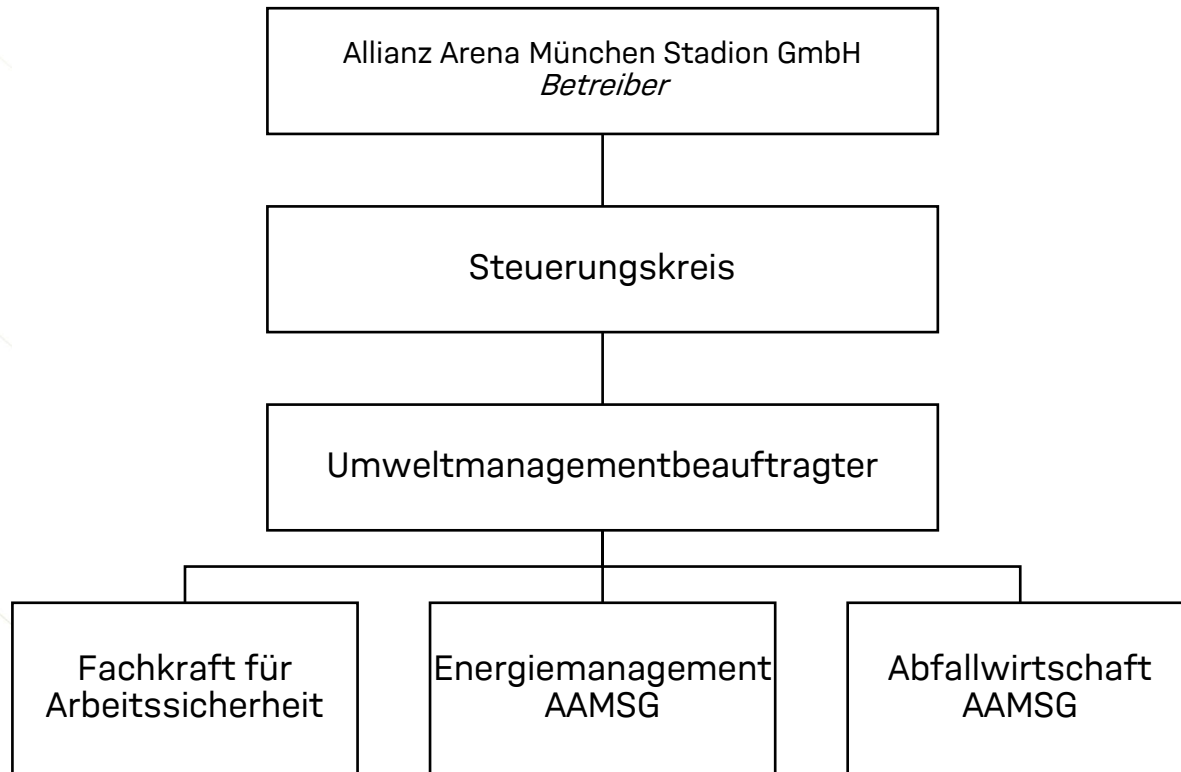 Allianz Arena München Stadion GmbH
Betreiber
Steuerungskreis
Umweltmanagementbeauftragter
Fachkraft für
Arbeitssicherheit
Energiemanagement
AAMSG
Abfallwirtschaft
AAMSG